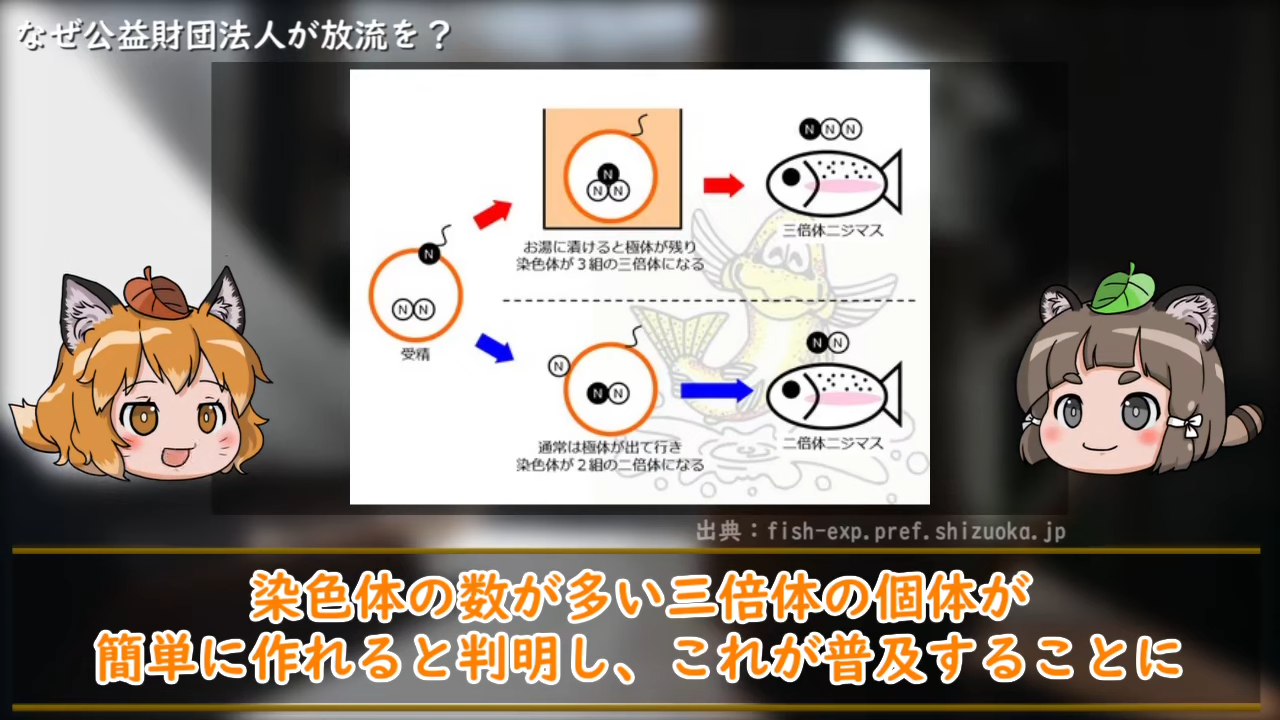 なぜ公益財団法人が放流を？
N
N N
受精
N
N N
お湯に漬けると極体が残り
染色体が３組の三倍体になる
N N N
三倍体ニジマス
N
N N
通常は極体が出て行き
染色体が２組の二倍体になる
N N
二倍体ニジマス
出典：fish-exp.pref.shizuoka.jp
染色体の数が多い三倍体の個体が
簡単に作れると判明し、これが普及することに